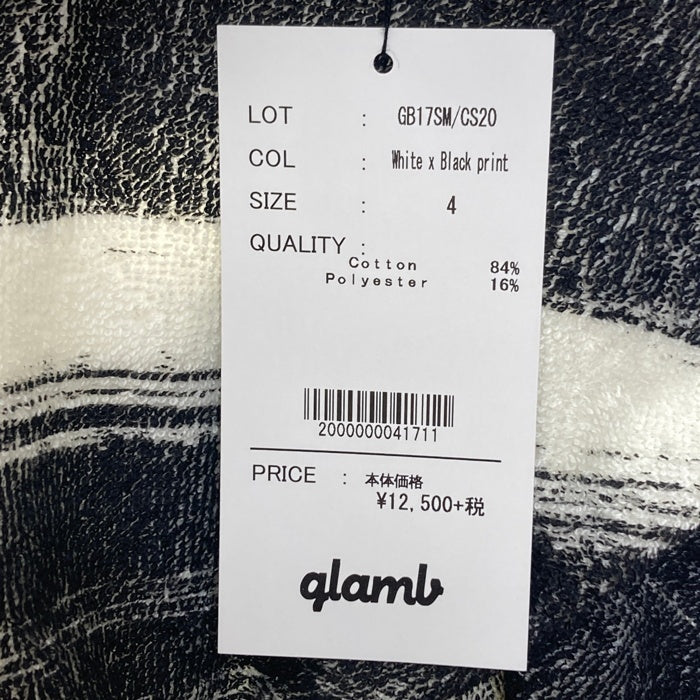 LOT : GB17SM/CS20
COL : White x Black print
SIZE : 4
QUALITY :
Cotton 84%
Polyester 16%
2000000041711
PRICE : 本体価格
¥12,500+税
glamb